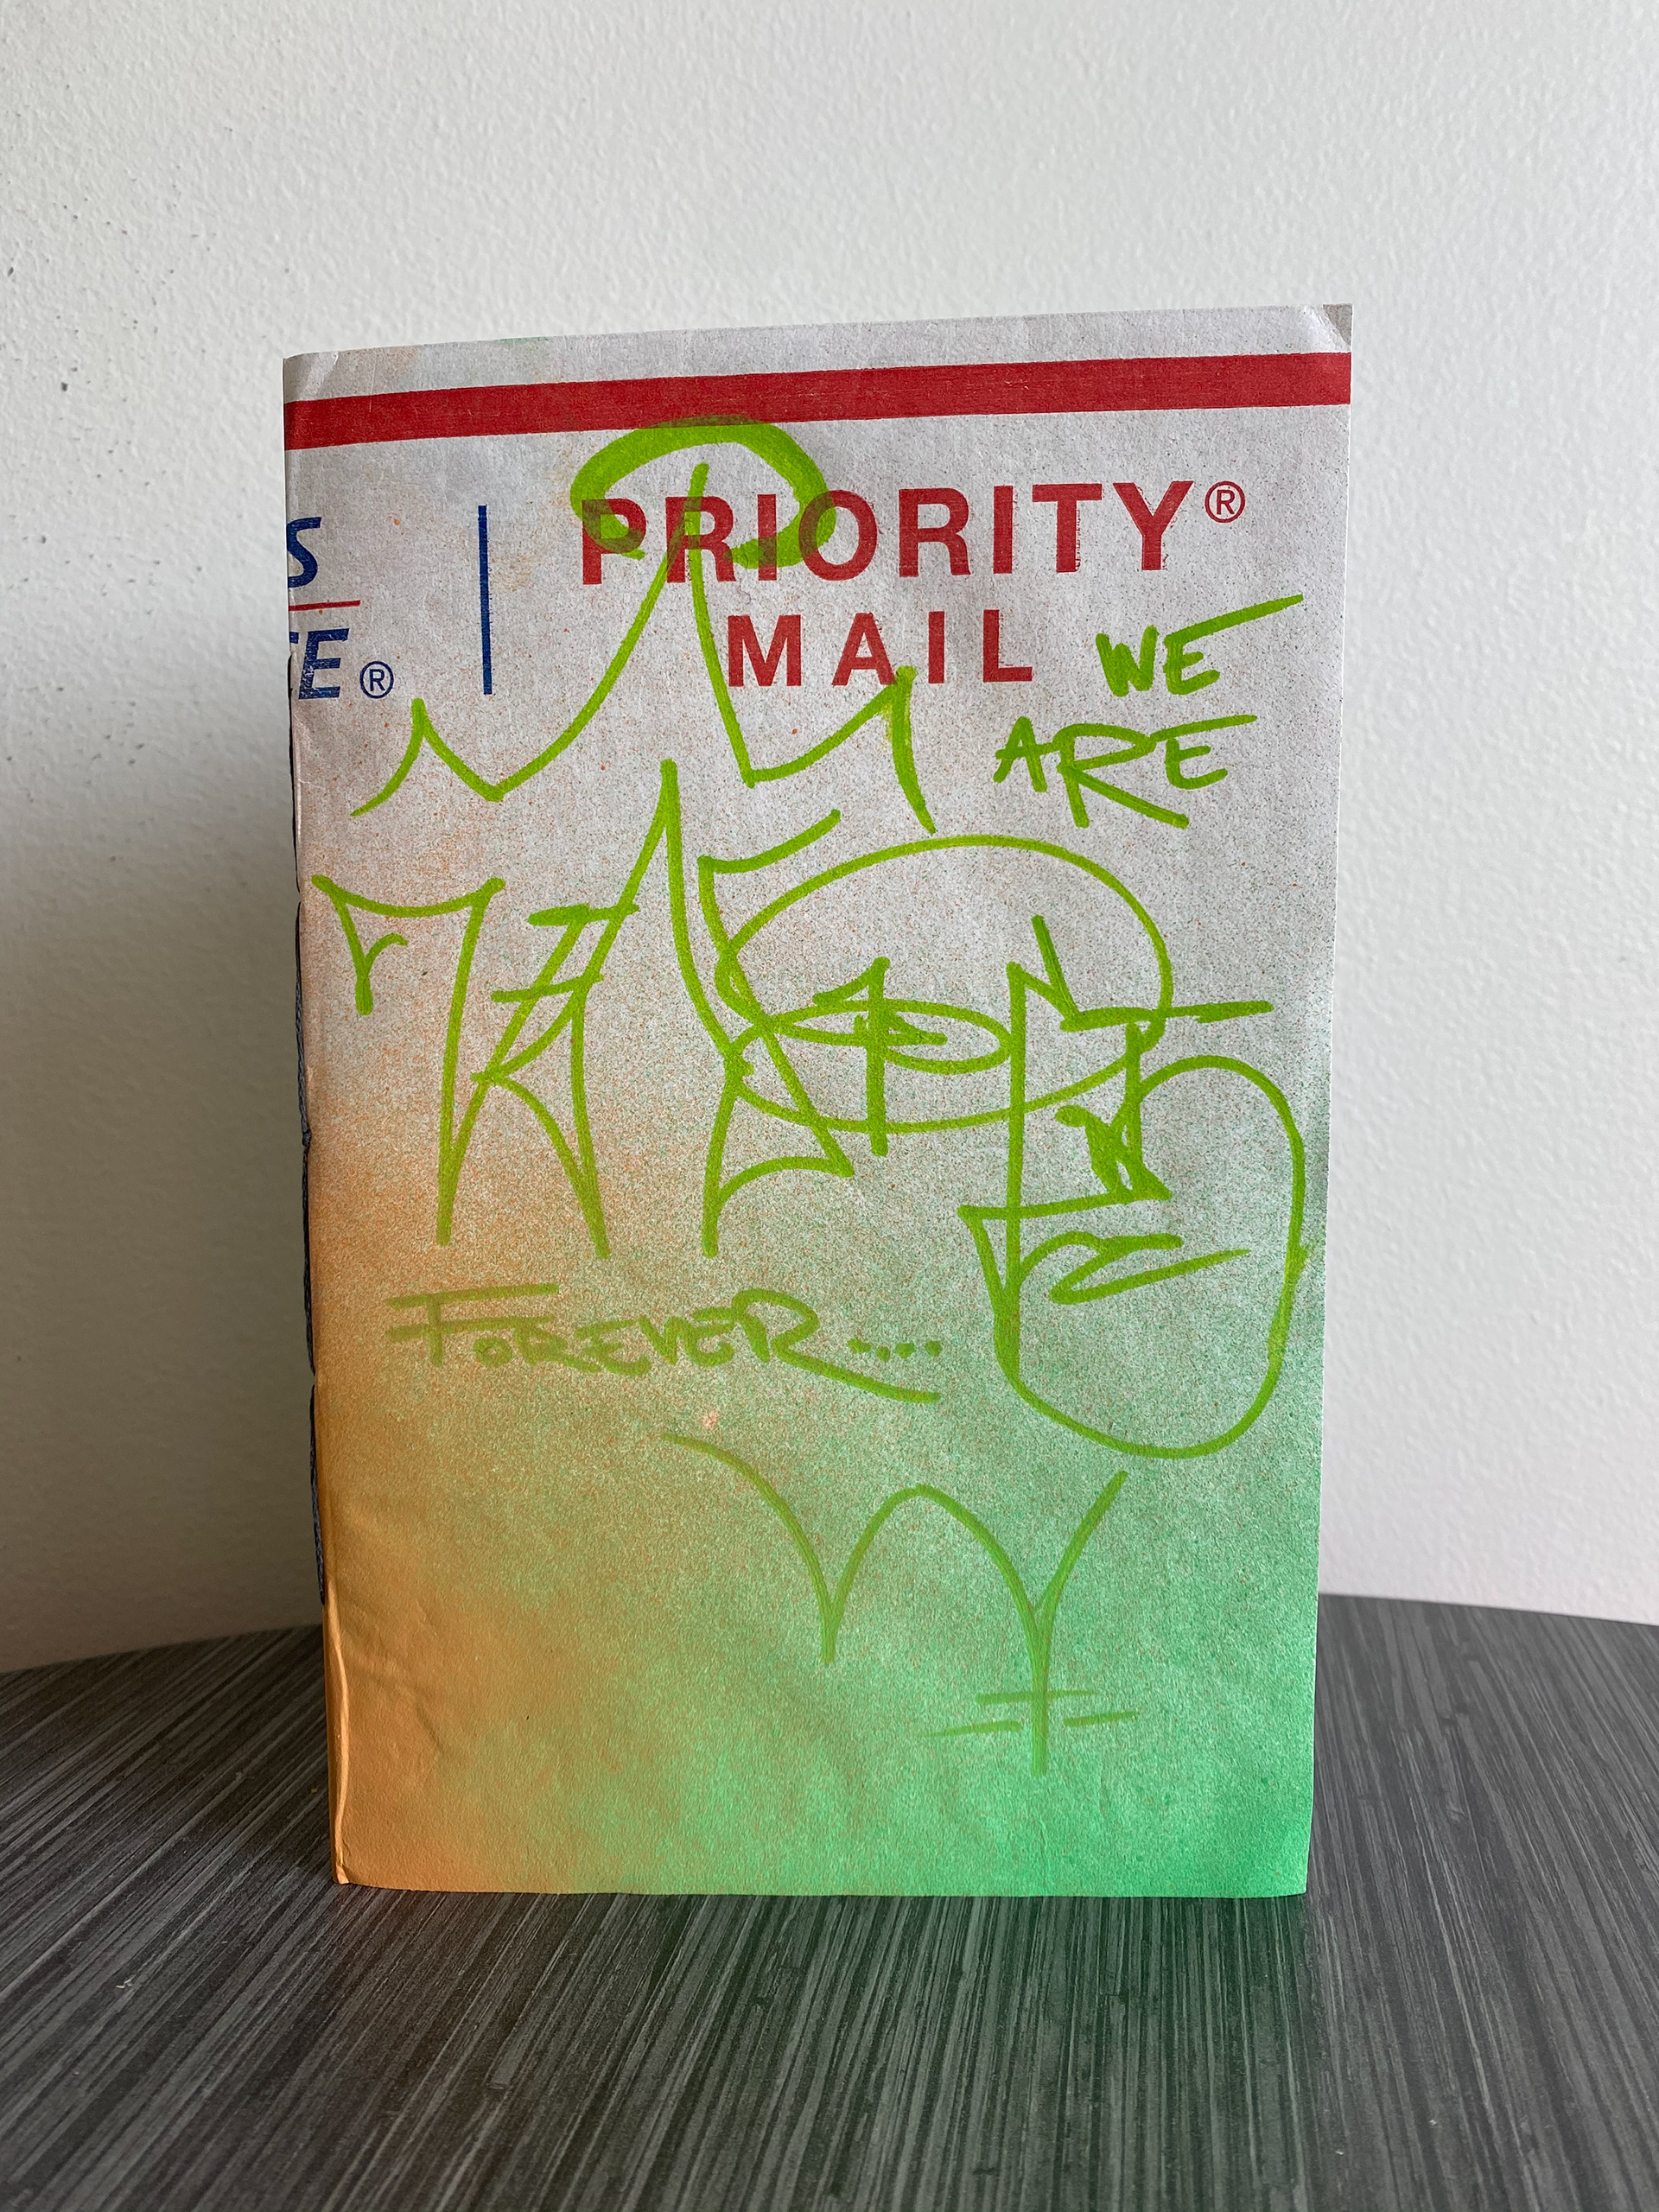 S | PRIORITY®
E® MAIL
WE
ARE
FOREVER....